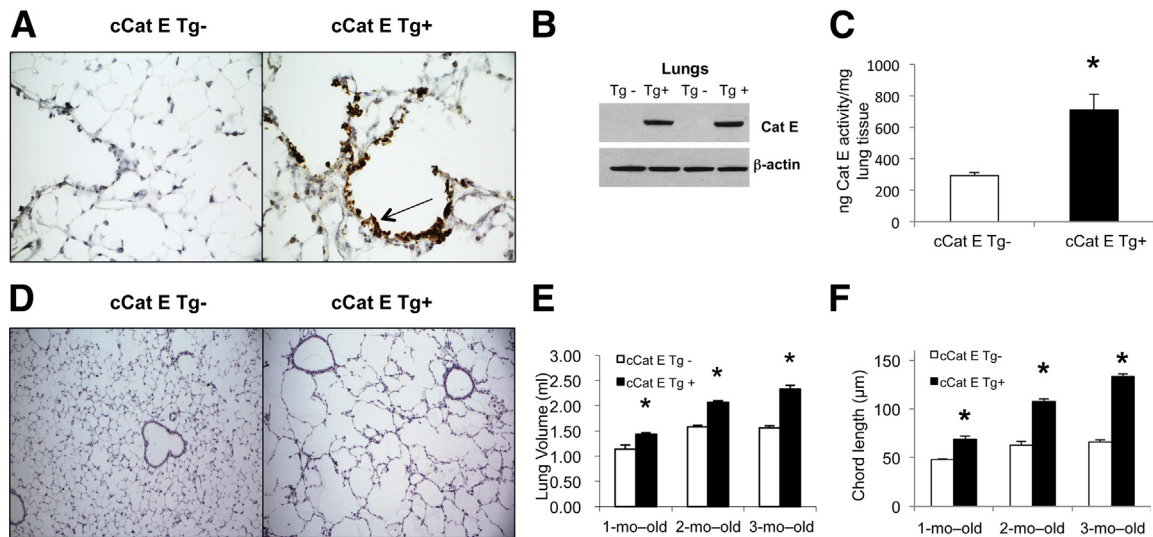 A
cCat E Tg-
cCat E Tg+
B
Lungs
Tg - Tg+ Tg - Tg +
Cat E
β-actin
C
ng Cat E activity/mg
lung tissue
1000
800
600
400
200
0
*
cCat E Tg-
cCat E Tg+
D
cCat E Tg-
cCat E Tg+
E
Lung Volume (ml)
3.00
2.50
2.00
1.50
1.00
0.50
0.00
cCat E Tg -
cCat E Tg +
*
*
*
1-mo–old
2-mo–old
3-mo–old
F
Chord length (µm)
150
100
50
0
cCat E Tg-
cCat E Tg+
*
*
*
1-mo–old
2-mo–old
3-mo–old